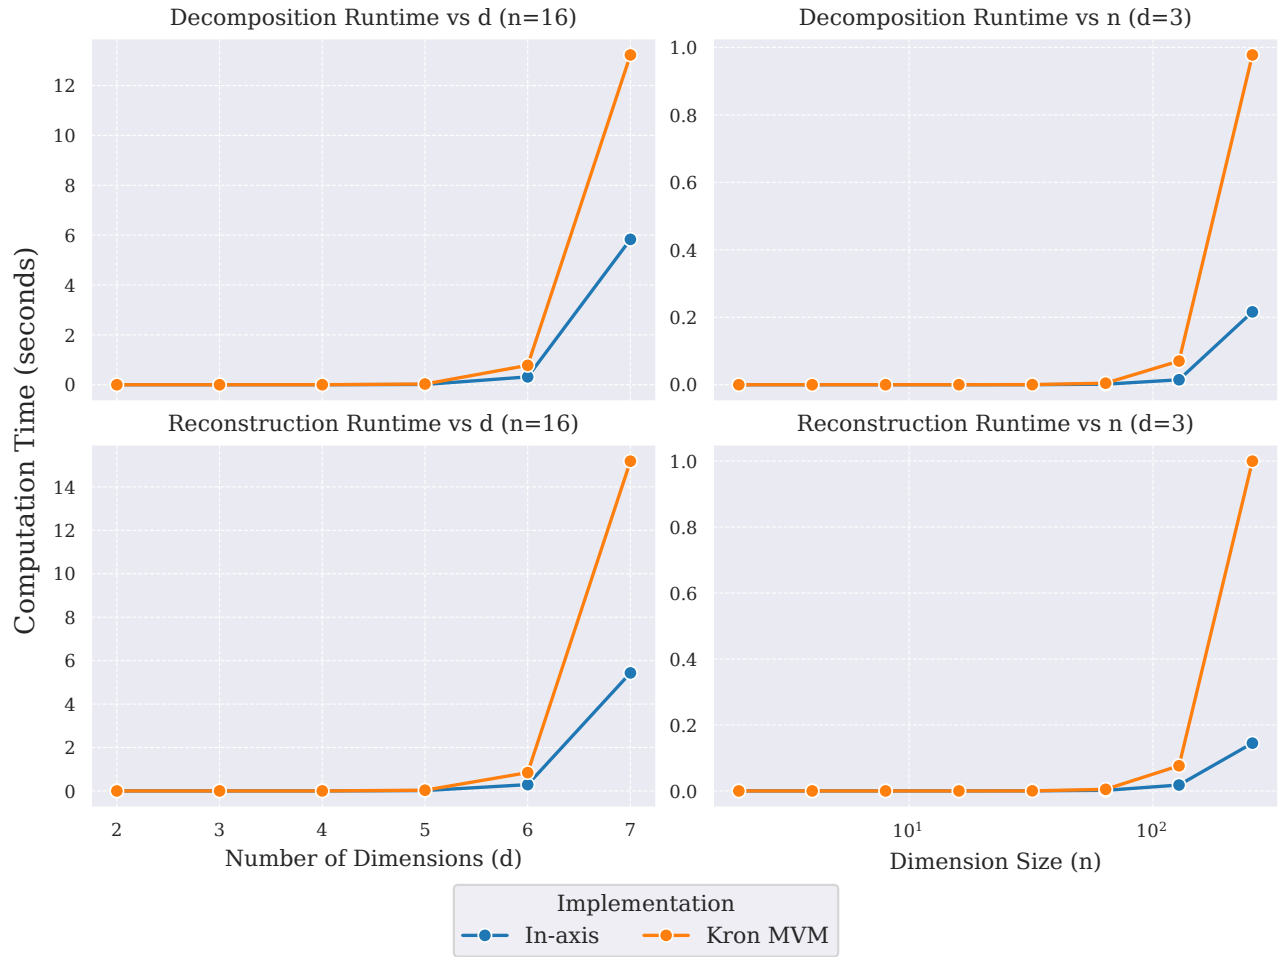 Decomposition Runtime vs d (n=16)
Decomposition Runtime vs n (d=3)
12
10
8
6
4
2
0
1.0
0.8
0.6
0.4
0.2
0.0
Computation Time (seconds)
Reconstruction Runtime vs d (n=16)
Reconstruction Runtime vs n (d=3)
14
12
10
8
6
4
2
0
1.0
0.8
0.6
0.4
0.2
0.0
2 3 4 5 6 7
10¹ 10²
Number of Dimensions (d)
Dimension Size (n)
Implementation
In-axis Kron MVM